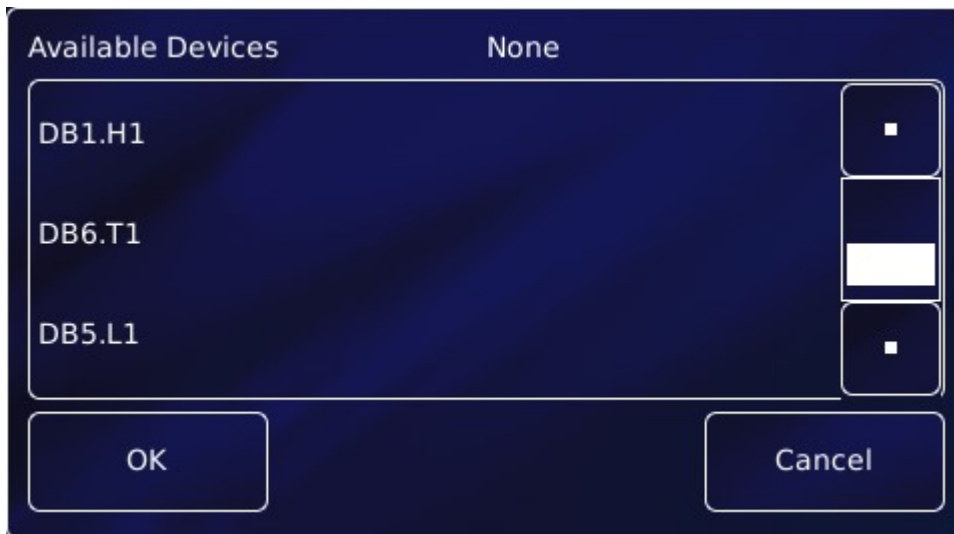 Available Devices None
DB1.H1
DB6.T1
DB5.L1
OK Cancel